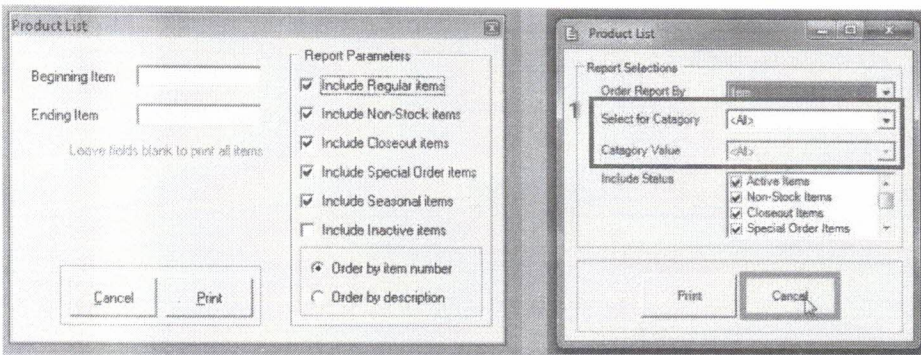 Product List
Beginning Item
Ending Item
Leave fields blank to print all items
Cancel
Print
Report Parameters
Include Regular items
Include Non-Stock items
Include Closeout items
Include Special Order items
Include Seasonal items
Include Inactive items
Order by item number
Order by description
Product List
Report Selections
Order Report By
Item
1
Select for Catagory
<All>
Catagory Value
<All>
Include Status
Active Items
Non-Stock Items
Closeout Items
Special Order Items
Print
Cancel